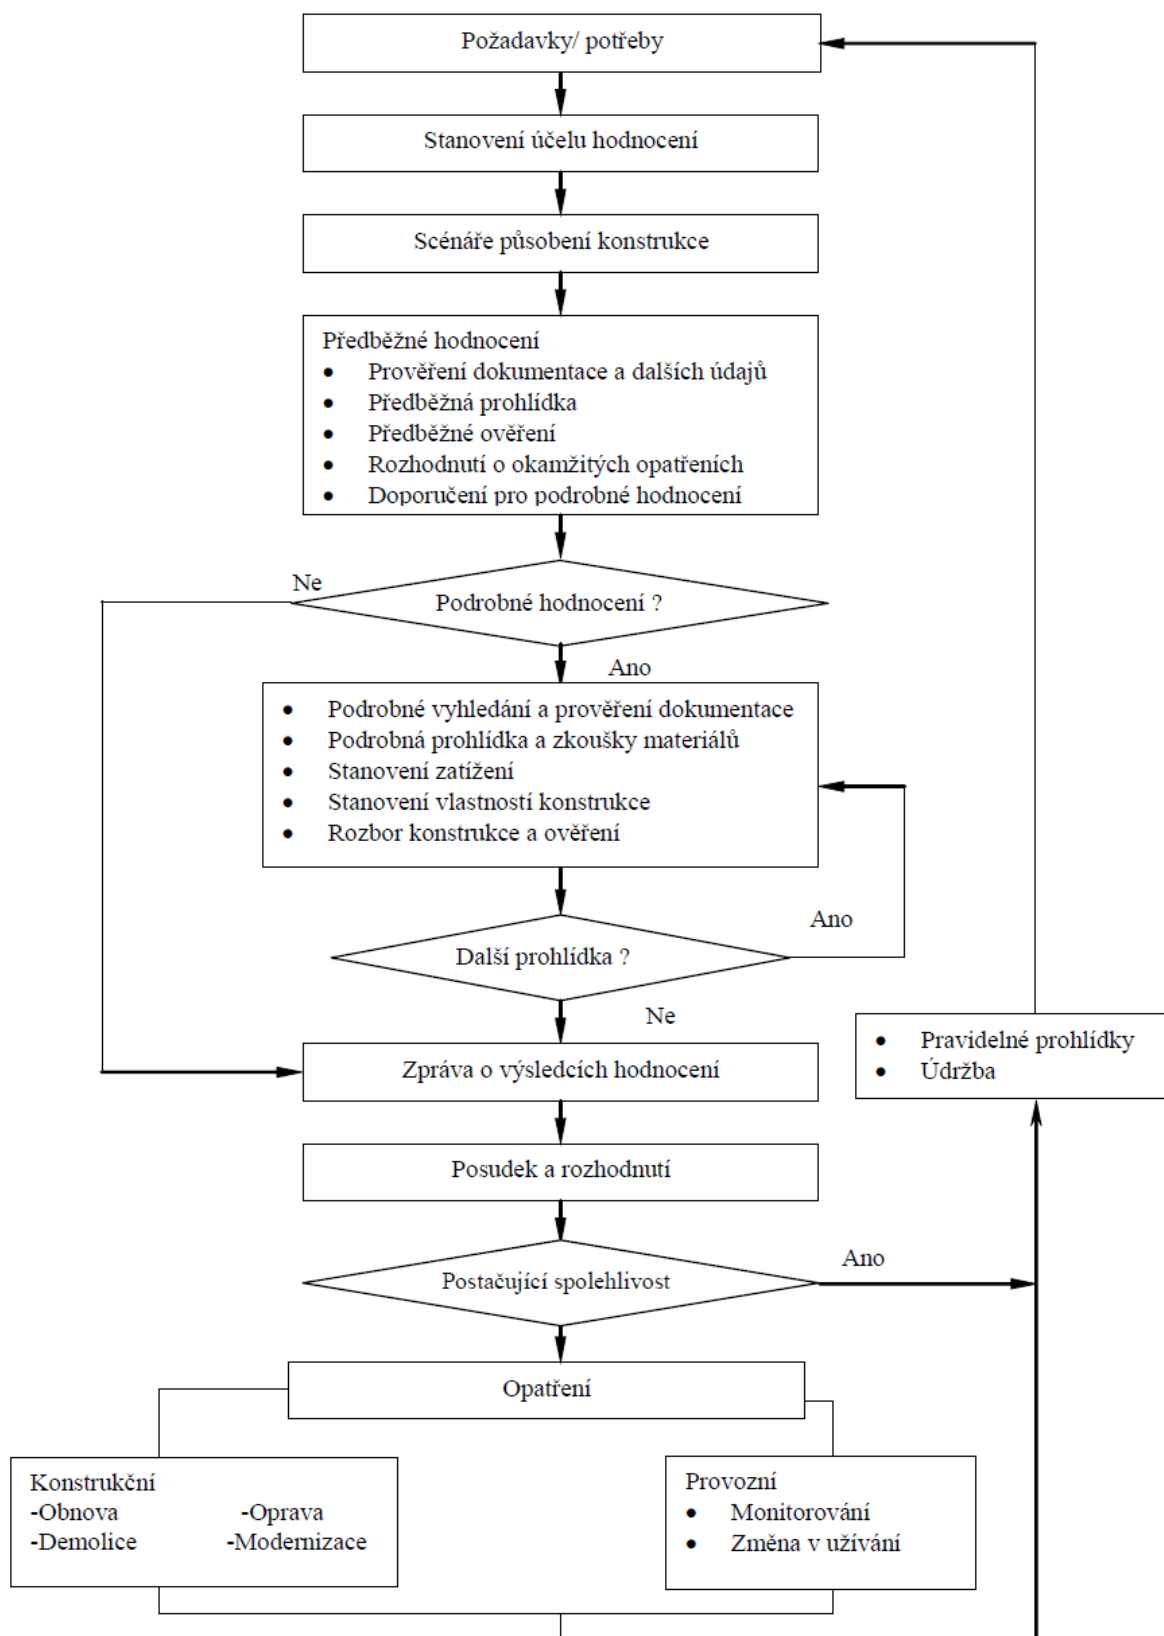 Požadavky/ potřeby
Stanovení účelu hodnocení
Scénáře působení konstrukce
Předběžné hodnocení
• Prověření dokumentace a dalších údajů
• Předběžná prohlídka
• Předběžné ověření
• Rozhodnutí o okamžitých opatřeních
• Doporučení pro podrobné hodnocení
Ne
Podrobné hodnocení ?
Ano
• Podrobné vyhledání a prověření dokumentace
• Podrobná prohlídka a zkoušky materiálů
• Stanovení zatížení
• Stanovení vlastností konstrukce
• Rozbor konstrukce a ověření
Ano
Další prohlídka ?
Ne
• Pravidelné prohlídky
• Údržba
Zpráva o výsledcích hodnocení
Posudek a rozhodnutí
Ano
Postačující spolehlivost
Opatření
Konstrukční
-Obnova -Oprava
-Demolice -Modernizace
Provozní
• Monitorování
• Změna v užívání